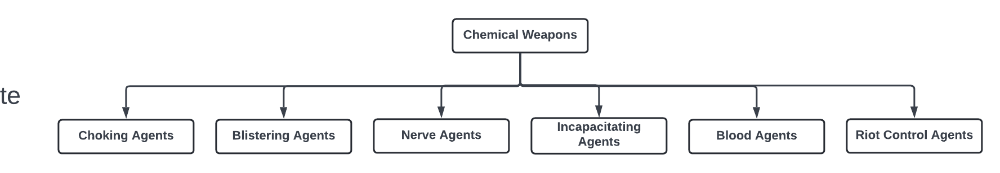 Chemical Weapons
te
Choking Agents
Blistering Agents
Nerve Agents
Incapacitating
Agents
Blood Agents
Riot Control Agents